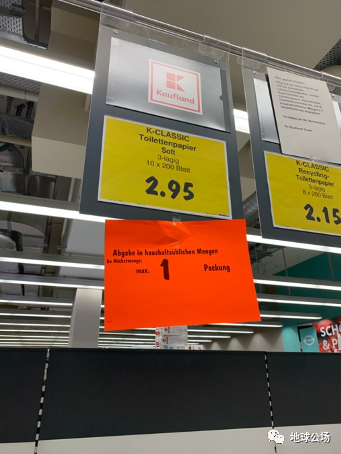 Kaufland
K-CLASSIC
Toilettenpapier
Soft
3-lagig
10 x 200 Blatt
2.95
K-CLASSIC
Recycling-
Toilettenpapier
3-lagig
8 x 200 Blatt
2.15
Abgabe in haushaltsüblichen Mengen
max. 1 Packung
地球公场